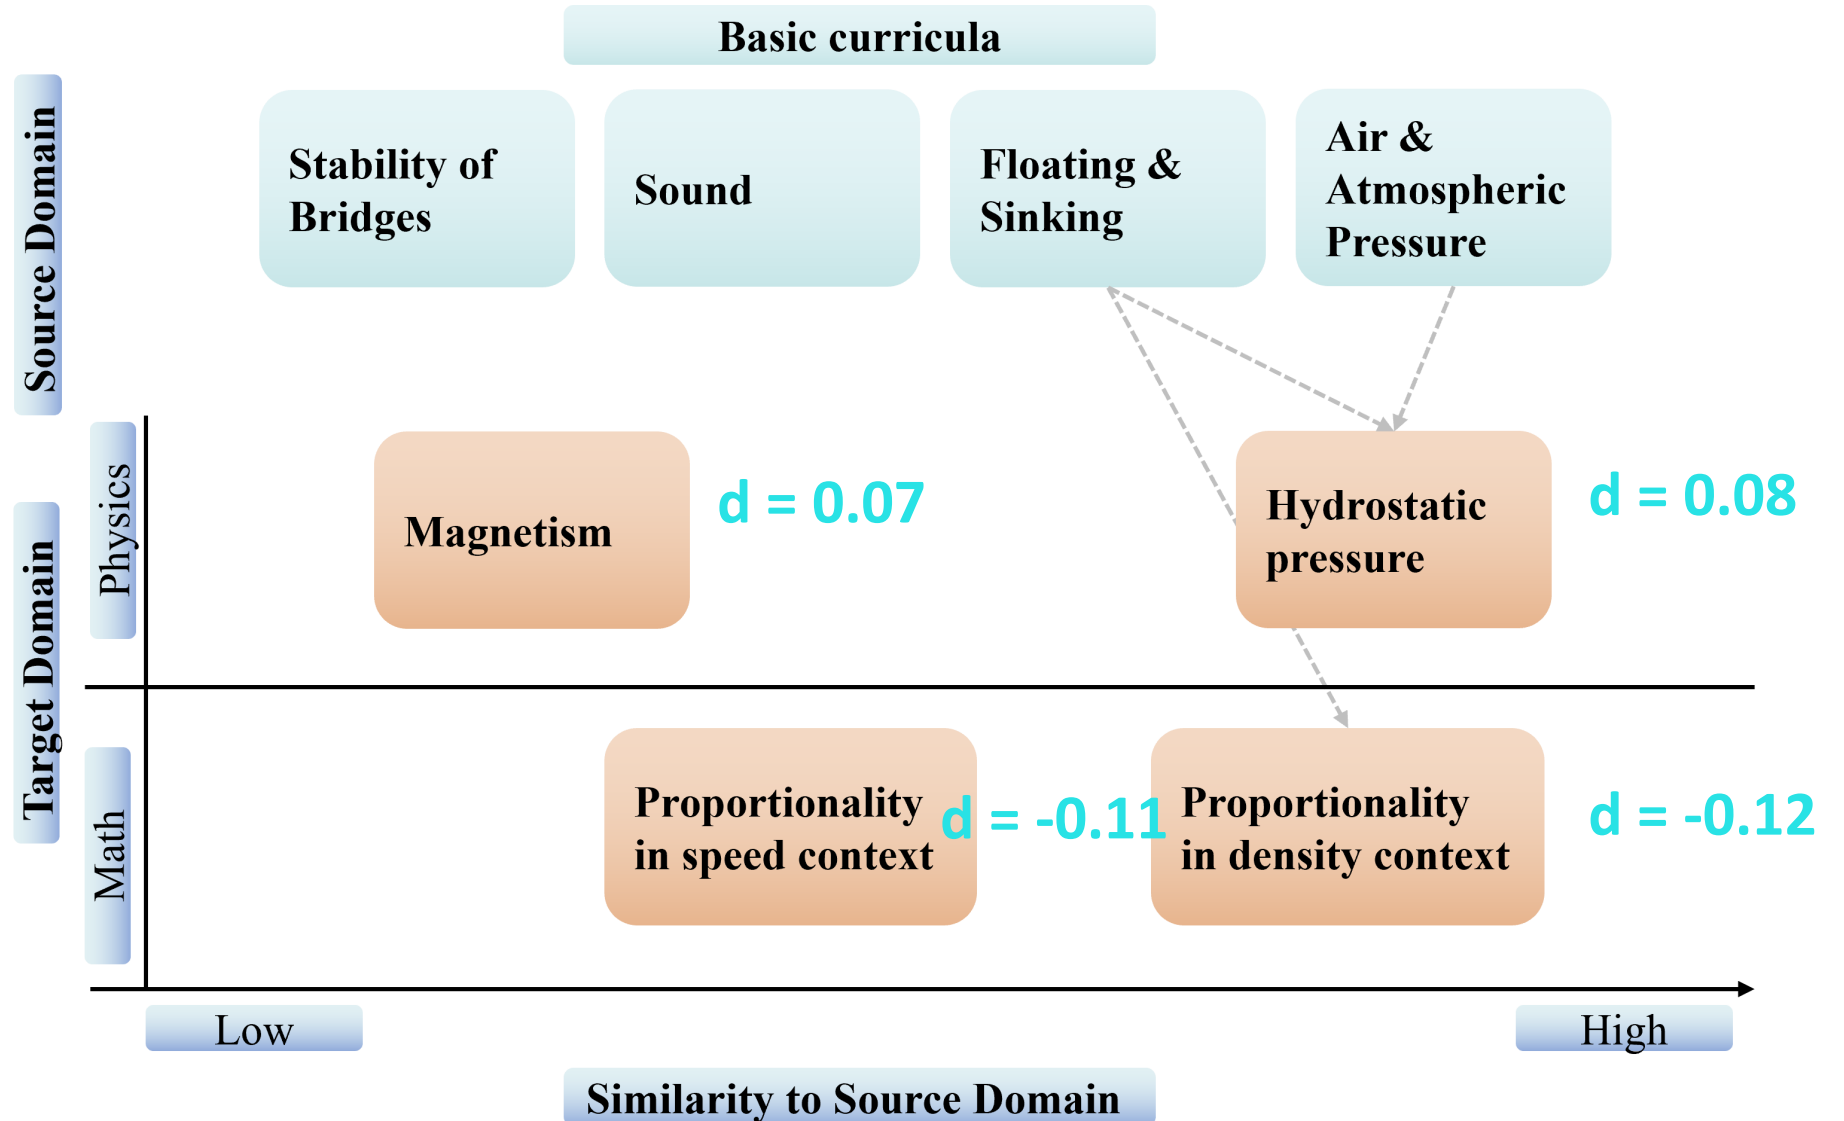 Basic curricula
Source Domain
Stability of
Bridges
Sound
Floating &
Sinking
Air &
Atmospheric
Pressure
Target Domain
Physics
Magnetism
d = 0.07
Hydrostatic
pressure
d = 0.08
Math
Proportionality
in speed context
d = -0.11
Proportionality
in density context
d = -0.12
Low
High
Similarity to Source Domain